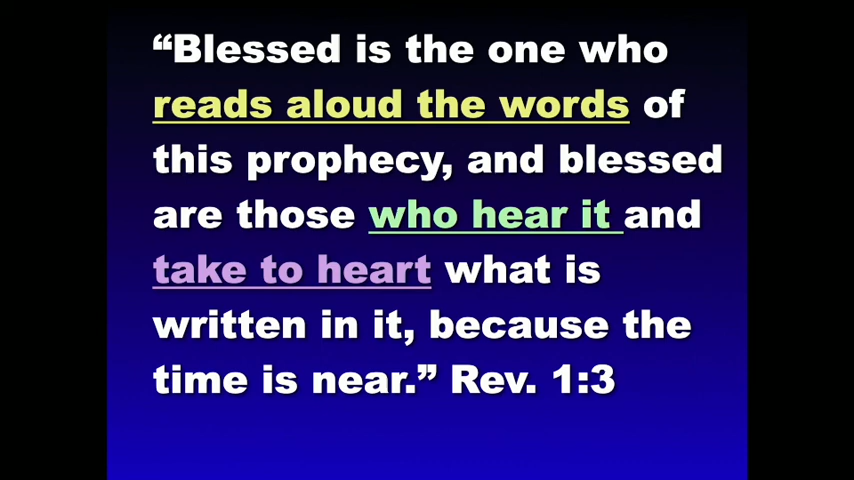 “Blessed is the one who
reads aloud the words of
this prophecy, and blessed
are those who hear it and
take to heart what is
written in it, because the
time is near.” Rev. 1:3